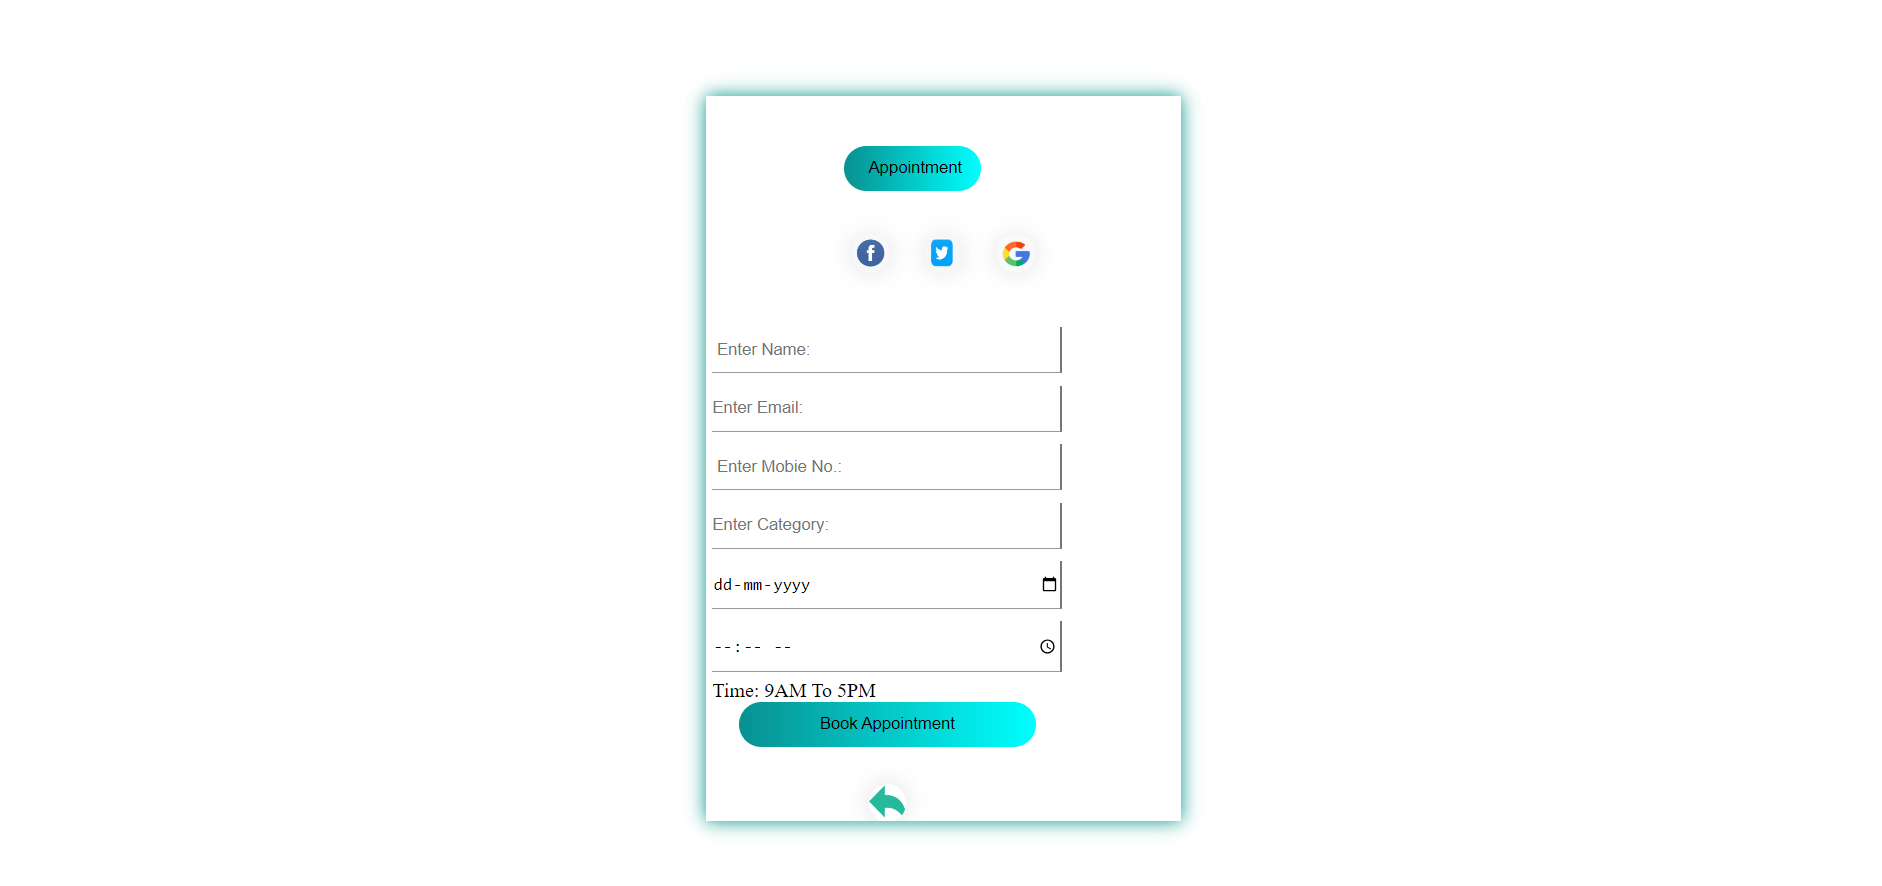 Appointment
Enter Name:
Enter Email:
Enter Mobie No.:
Enter Category:
dd-mm-yyyy
--:-- --
Time: 9AM To 5PM
Book Appointment